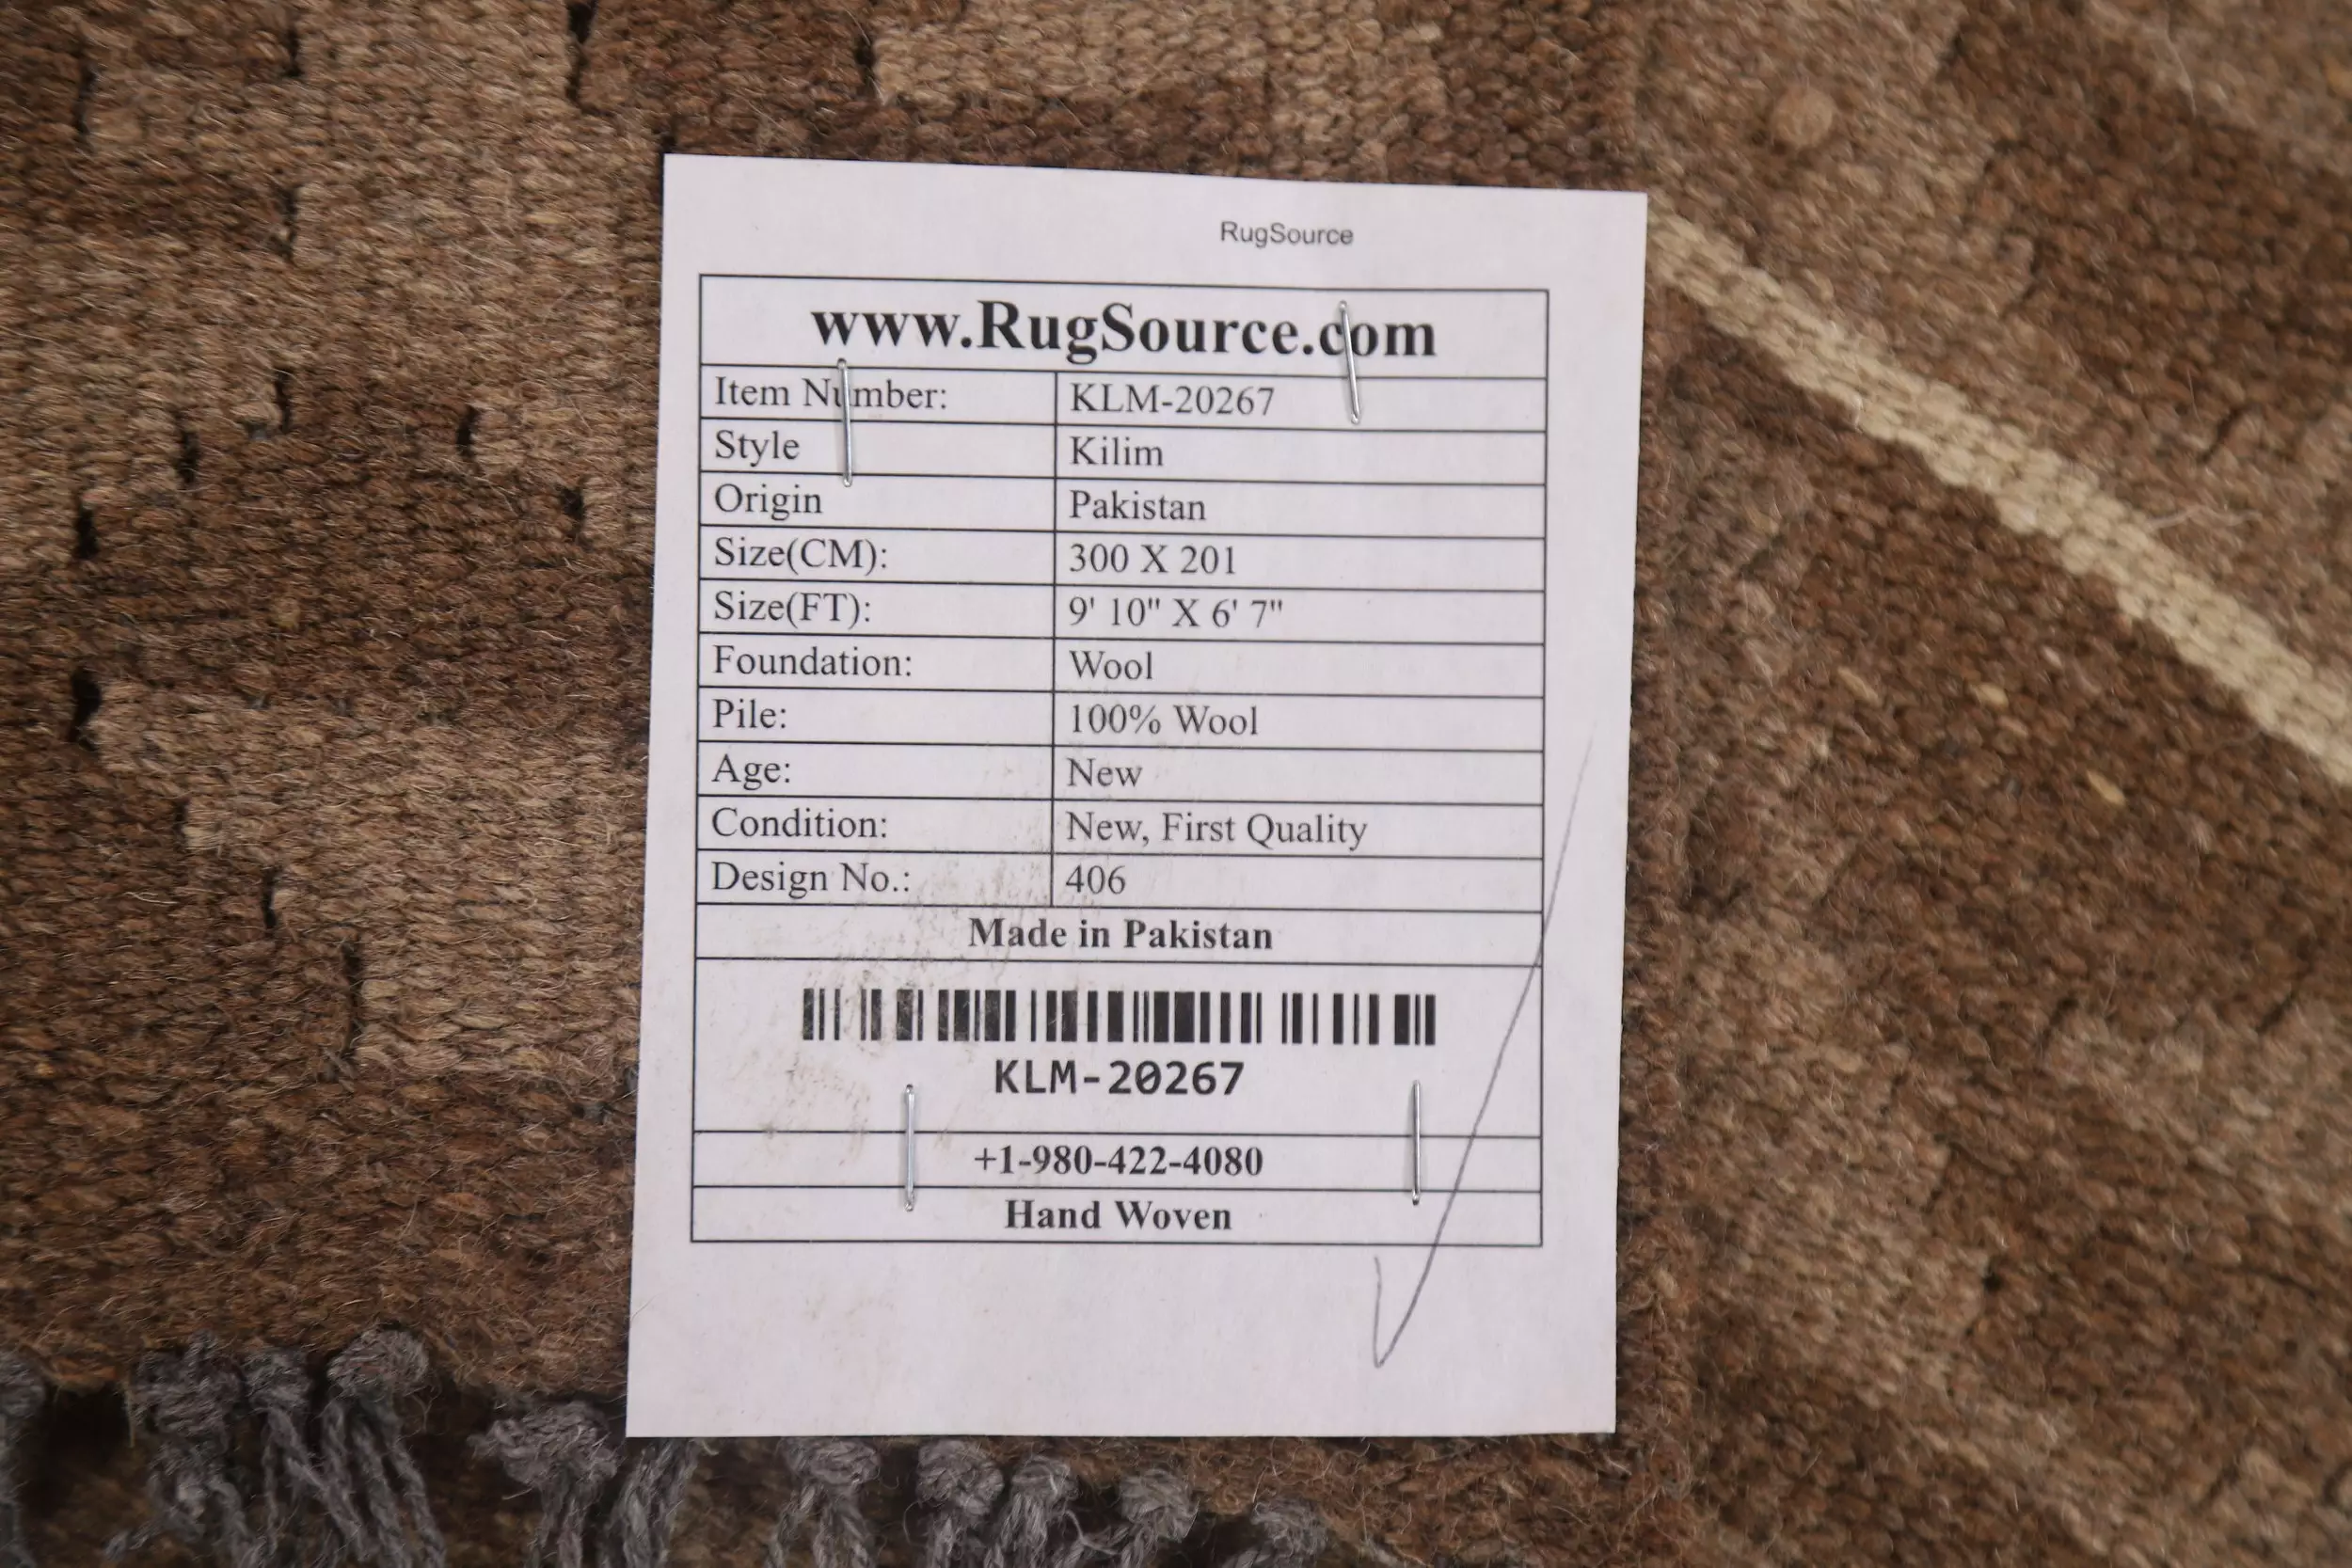 RugSource
www.RugSource.com
Item Number: KLM-20267
Style Kilim
Origin Pakistan
Size(CM): 300 X 201
Size(FT): 9' 10" X 6' 7"
Foundation: Wool
Pile: 100% Wool
Age: New
Condition: New, First Quality
Design No.: 406
Made in Pakistan
KLM-20267
+1-980-422-4080
Hand Woven